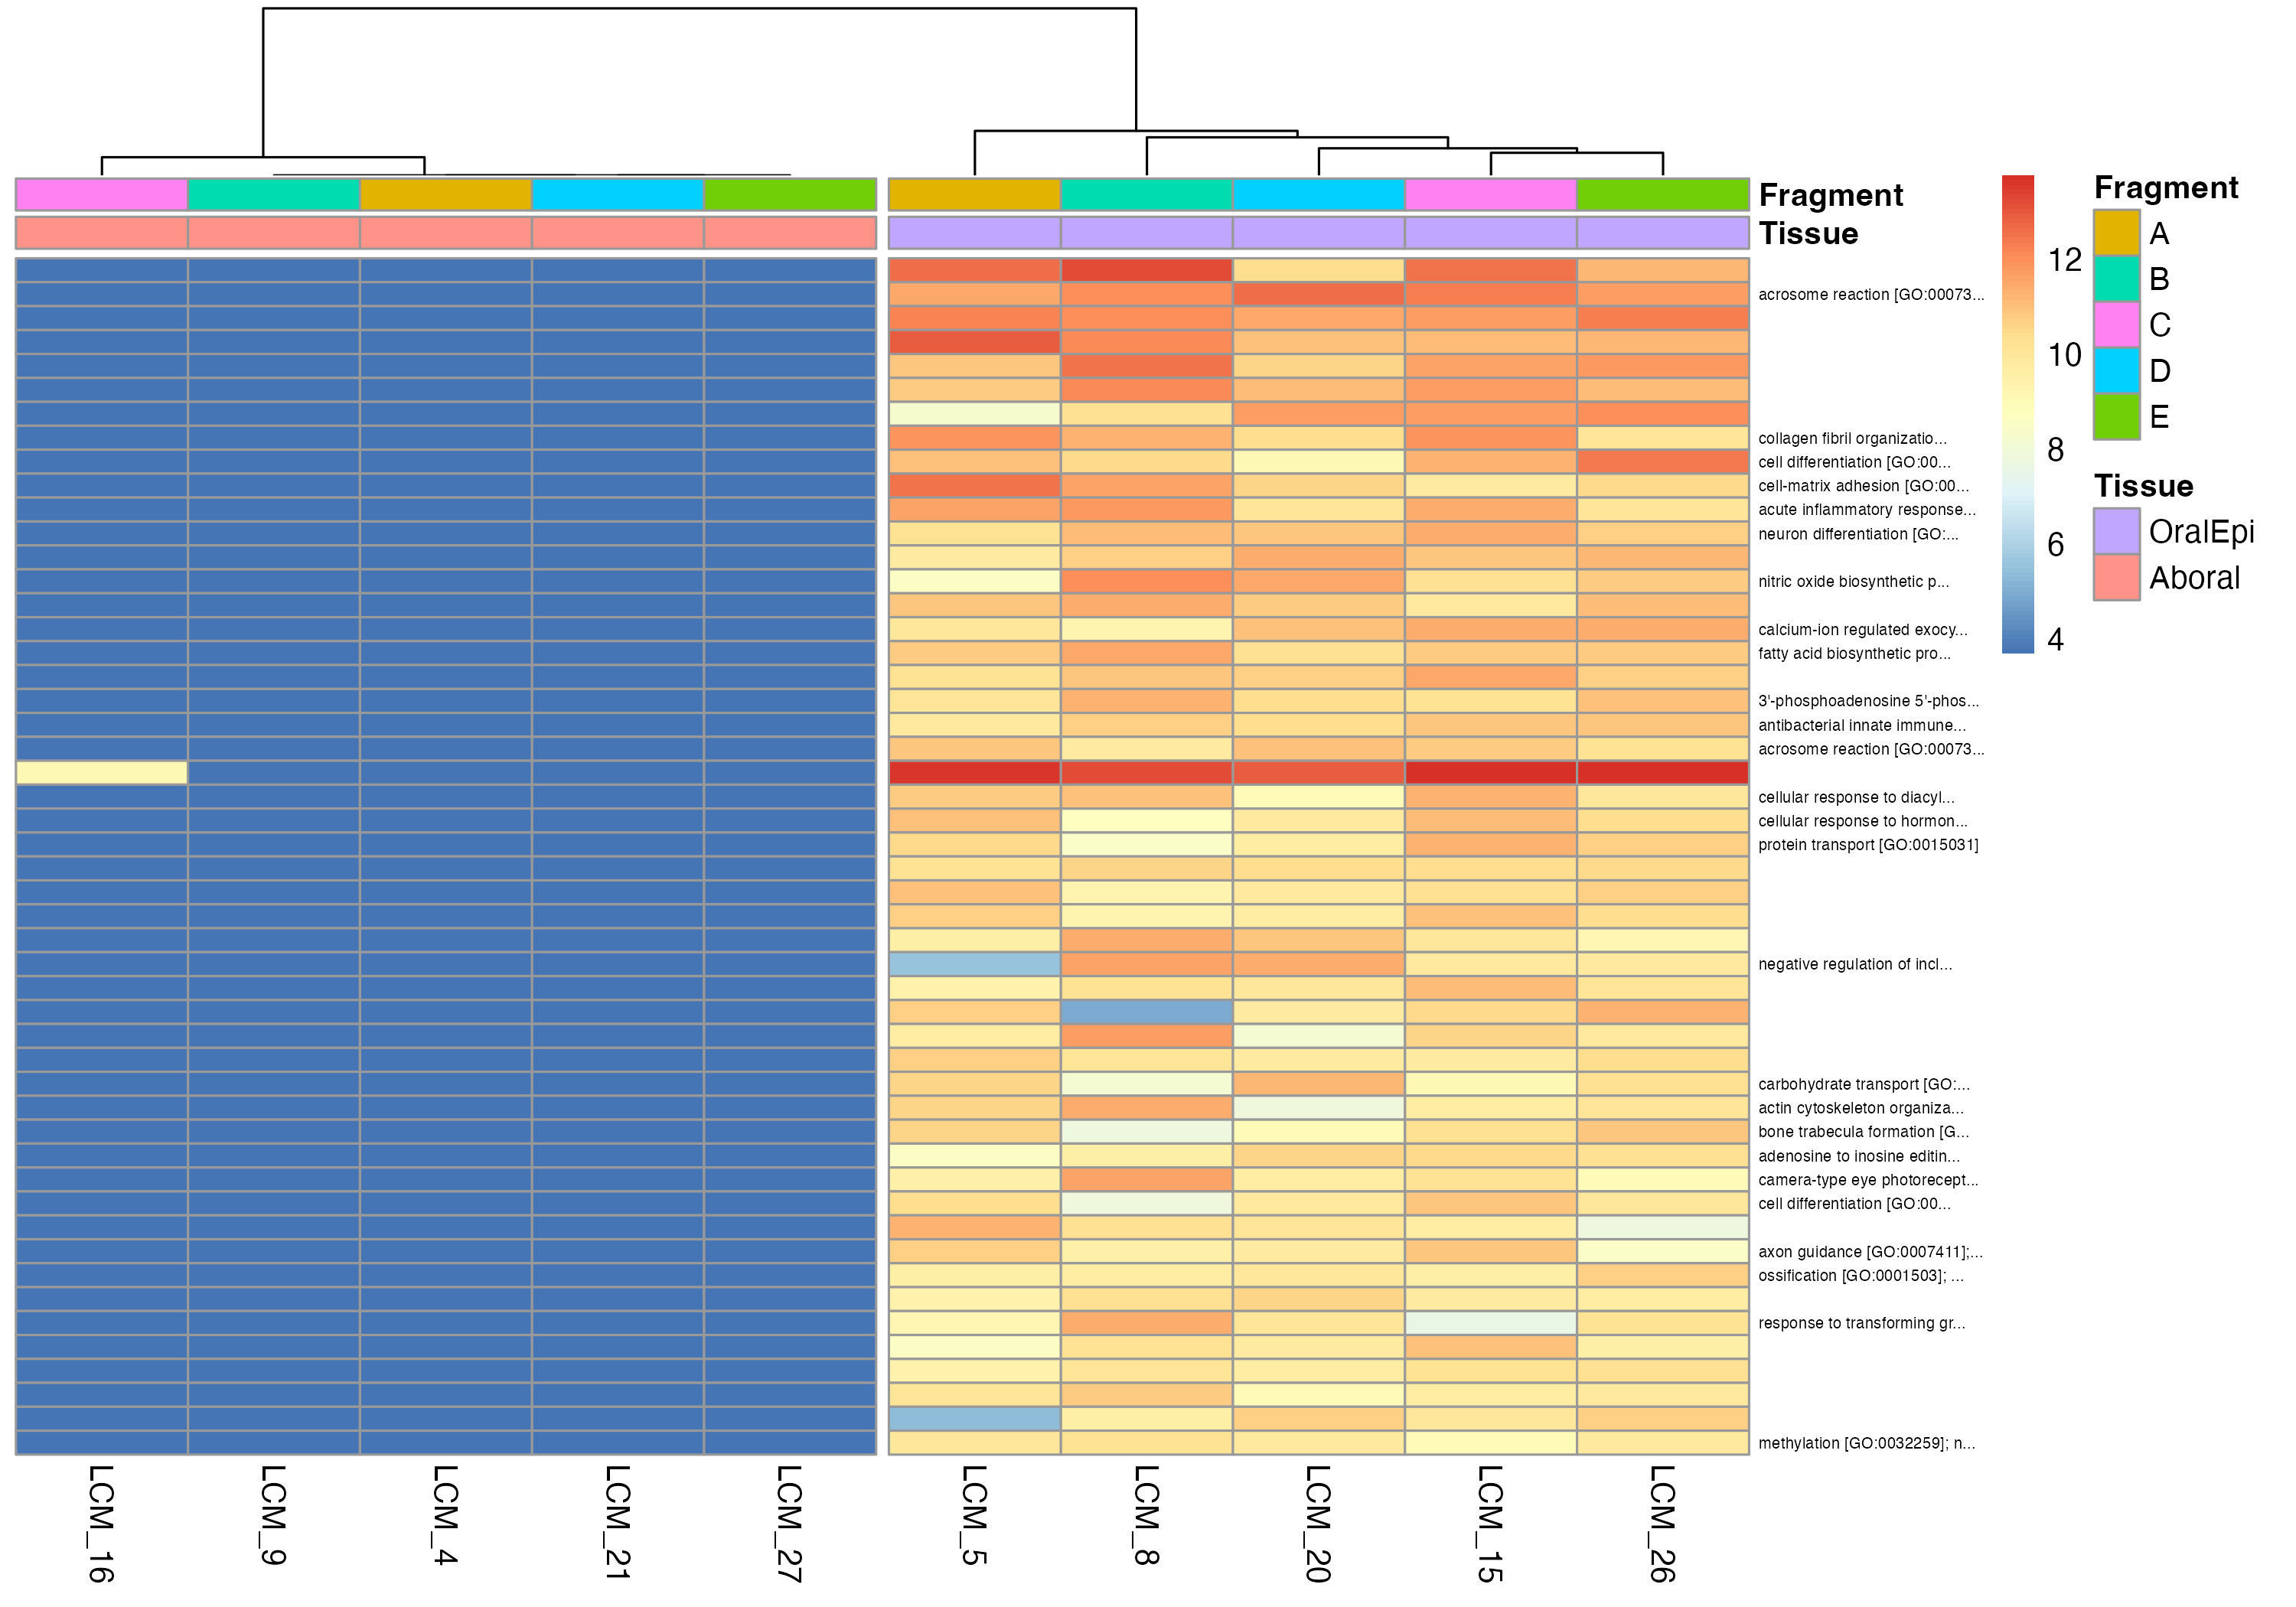 Fragment
Tissue
acrosome reaction [GO:00073...
collagen fibril organizatio...
cell differentiation [GO:00...
cell-matrix adhesion [GO:00...
acute inflammatory response...
neuron differentiation [GO:...
nitric oxide biosynthetic p...
calcium-ion regulated exocy...
fatty acid biosynthetic pro...
3'-phosphoadenosine 5'-phos...
antibacterial innate immune...
acrosome reaction [GO:00073...
cellular response to diacyl...
cellular response to hormon...
protein transport [GO:0015031]
negative regulation of incl...
carbohydrate transport [GO:...
actin cytoskeleton organiza...
bone trabecula formation [G...
adenosine to inosine editin...
camera-type eye photorecept...
cell differentiation [GO:00...
axon guidance [GO:0007411];...
ossification [GO:0001503]; ...
response to transforming gr...
methylation [GO:0032259]; n...
LCM_16
LCM_9
LCM_4
LCM_21
LCM_27
LCM_5
LCM_8
LCM_20
LCM_15
LCM_26
12
10
8
6
4
Fragment
A
B
C
D
E
Tissue
OralEpi
Aboral